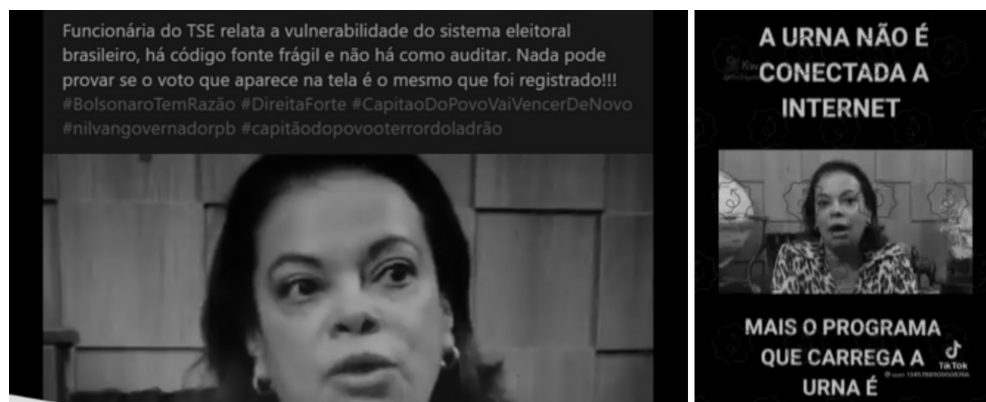 Funcionária do TSE relata a vulnerabilidade do sistema eleitoral
brasileiro, há código fonte frágil e não há como auditar. Nada pode
provar se o voto que aparece na tela é o mesmo que foi registrado!!!
#BolsonaroTemRazão #DireitaForte #CapitaoDoPovoVaiVencerDeNovo
#nilvangovernadorpb #capitãodopovooterrordoladrão
A URNA NÃO É
CONECTADA A
INTERNET
MAIS O PROGRAMA
QUE CARREGA A
URNA É
TikTok